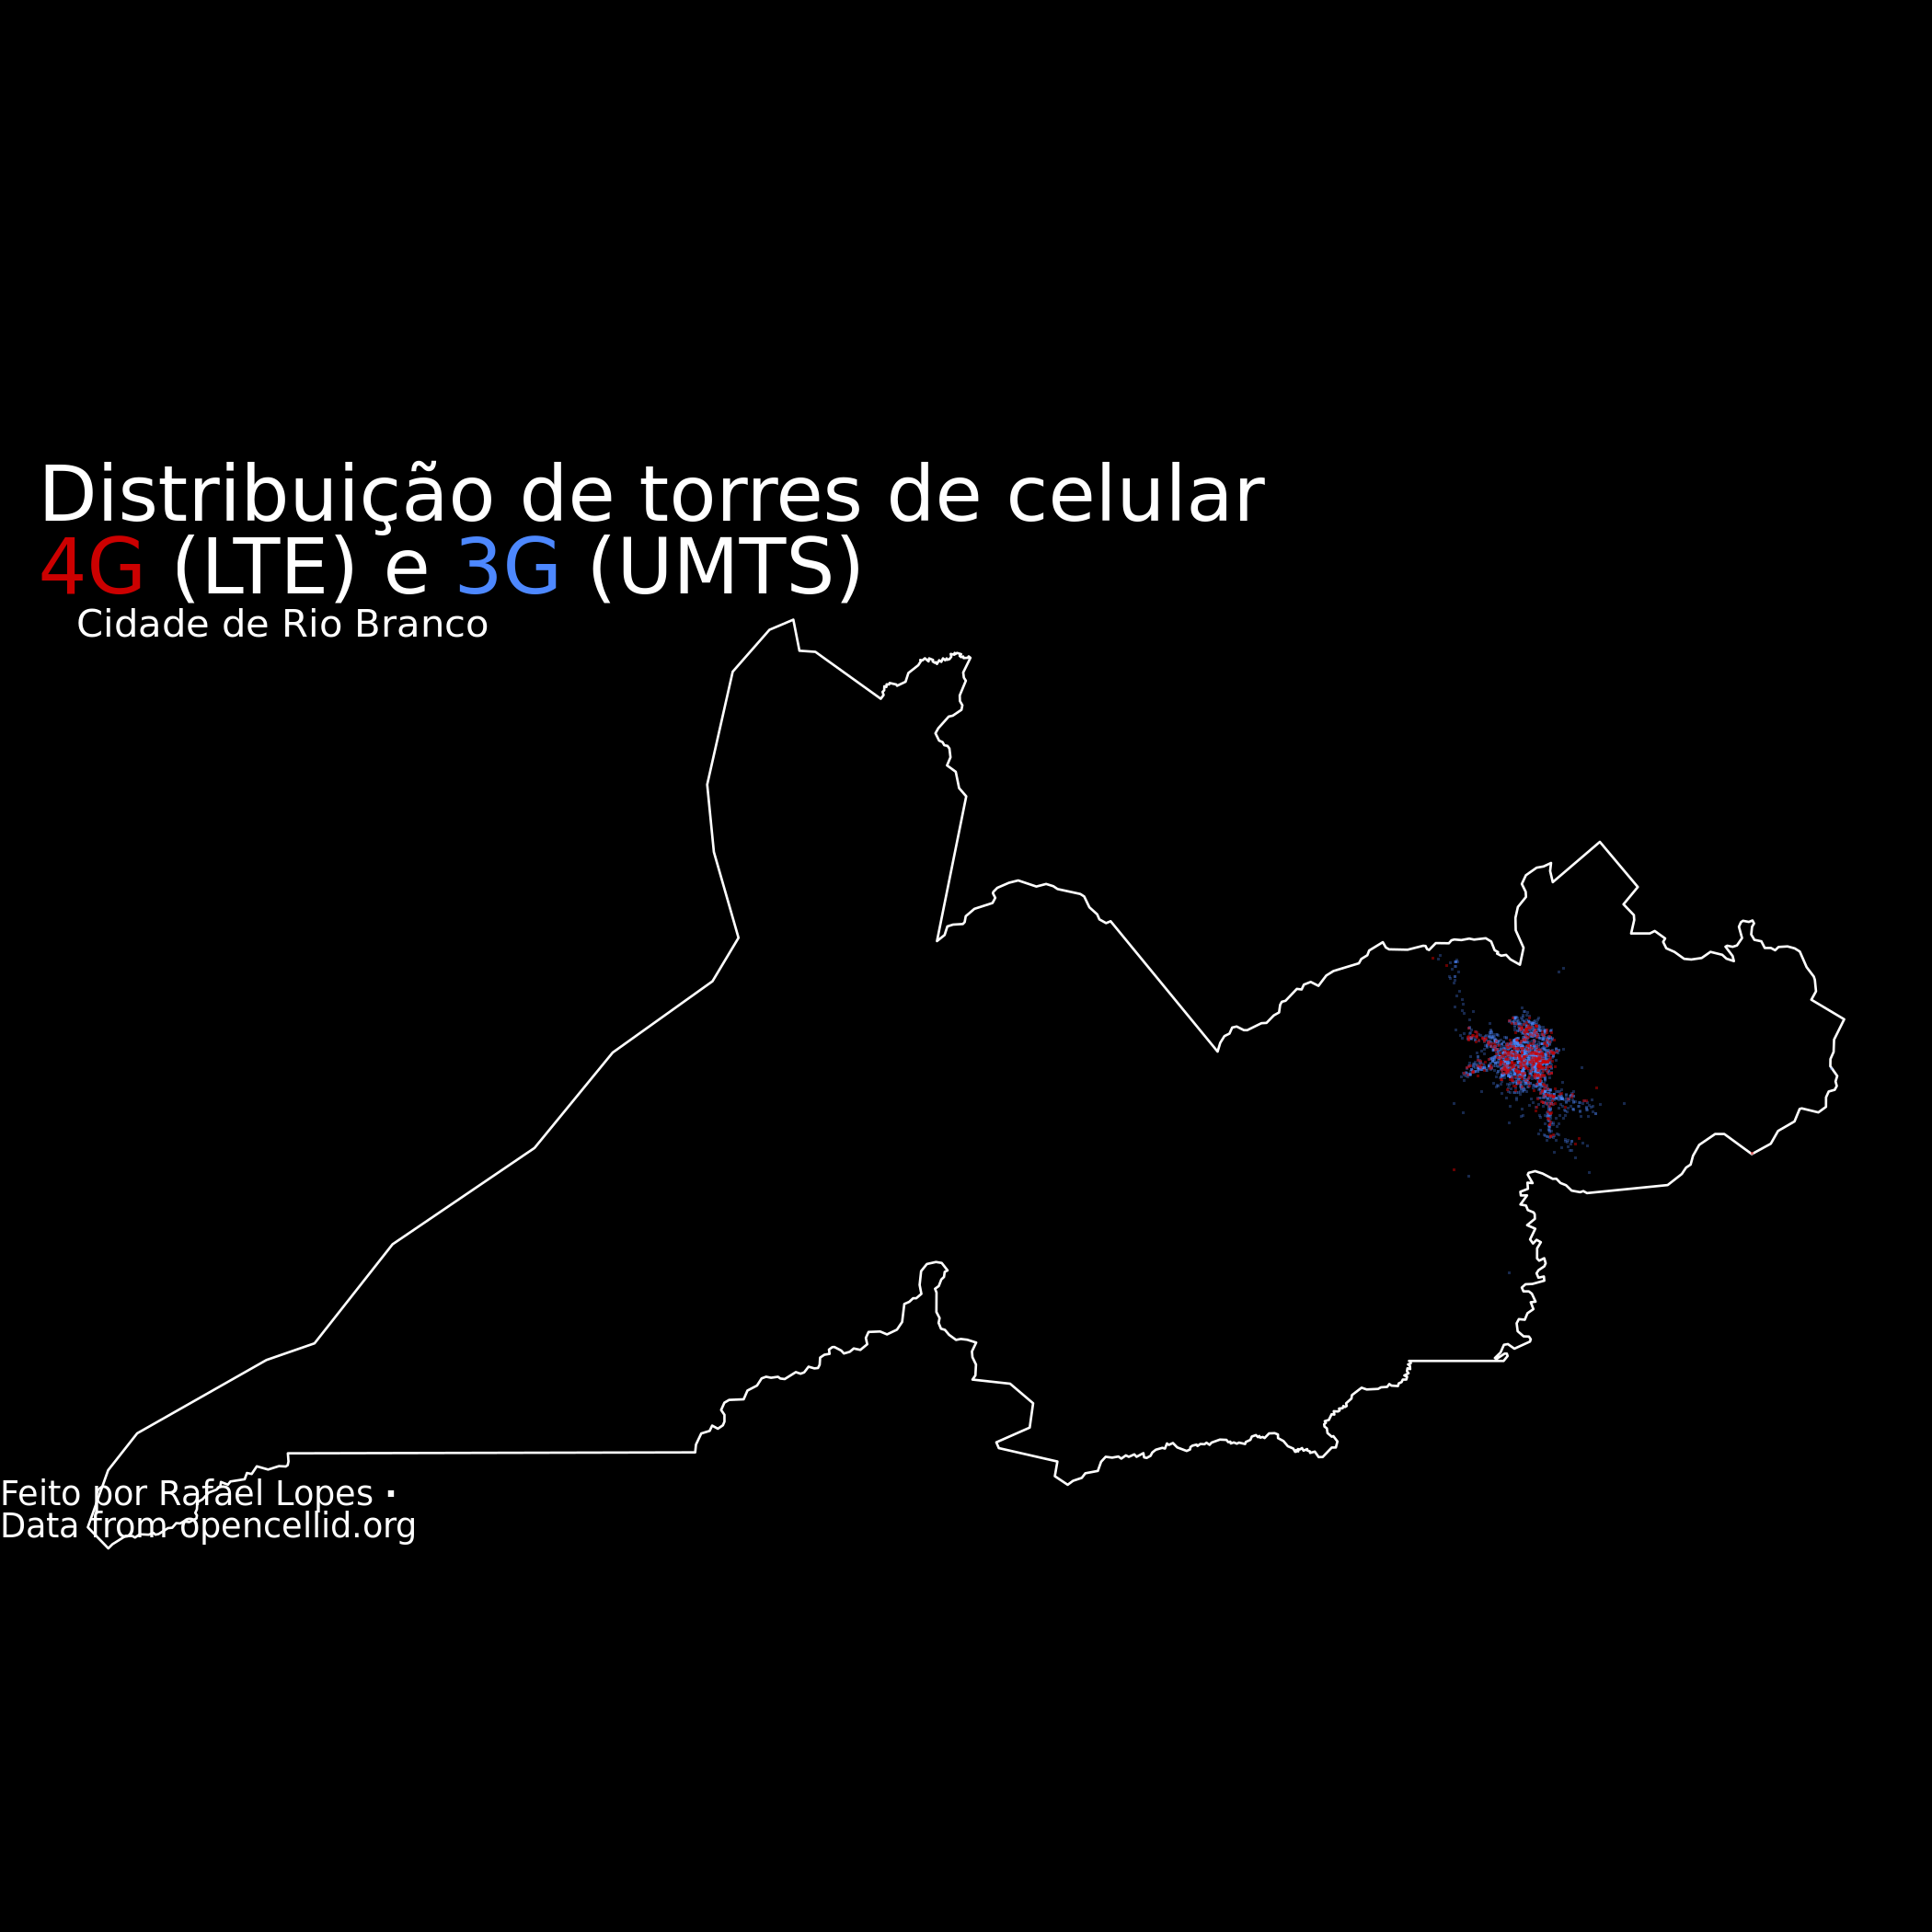 Distribuição de torres de celular
4G (LTE) e 3G (UMTS)
Cidade de Rio Branco
Feito por Rafael Lopes ·
Data from opencellid.org